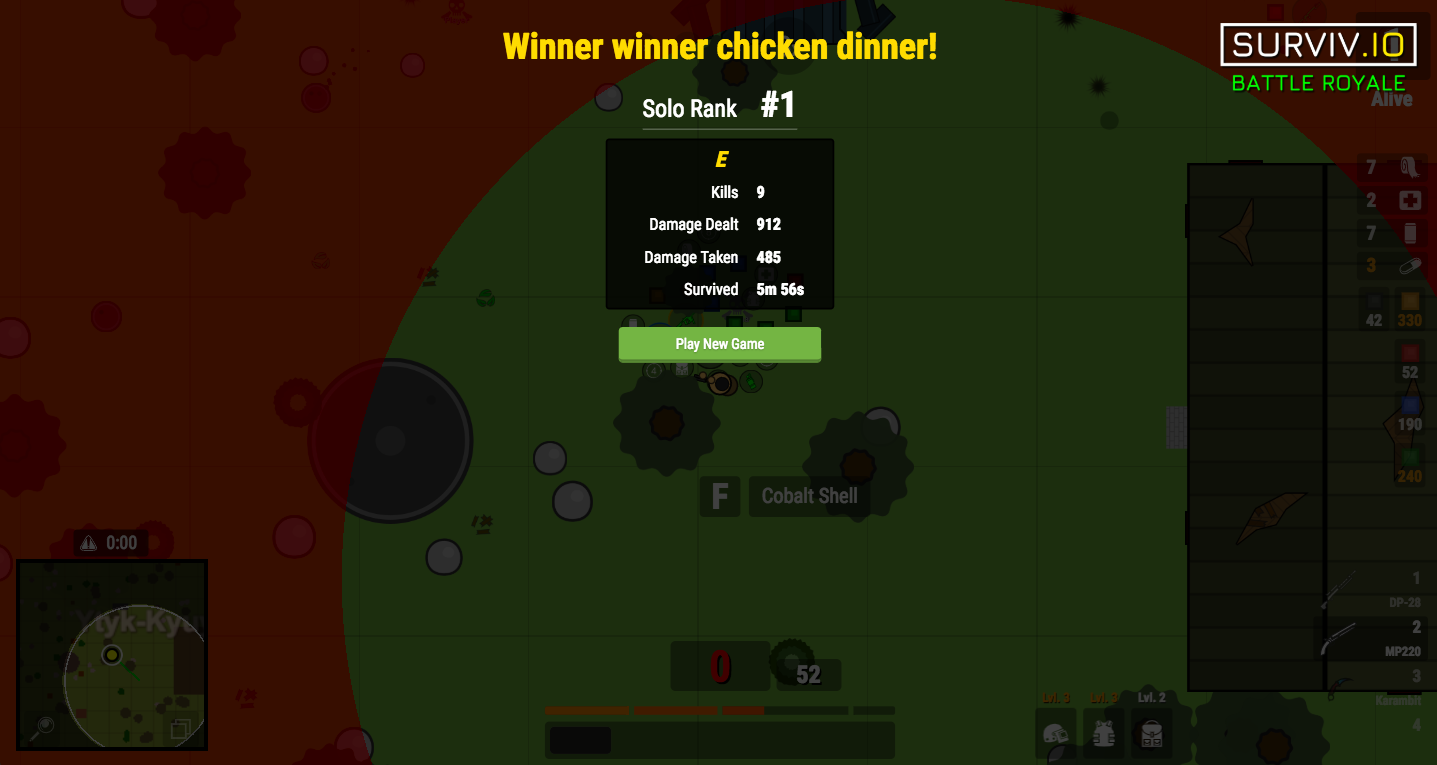 Winner winner chicken dinner!
SURVIV.IO
BATTLE ROYALE
Alive
Solo Rank #1
E
Kills 9
Damage Dealt 912
Damage Taken 485
Survived 5m 56s
Play New Game
7
2
7
3
42 330
52
190
240
F Cobalt Shell
0:00
1
DP-28
2
MP220
3
Karambit
4
0 52
Lvl. 3 Lvl. 3 Lvl. 2